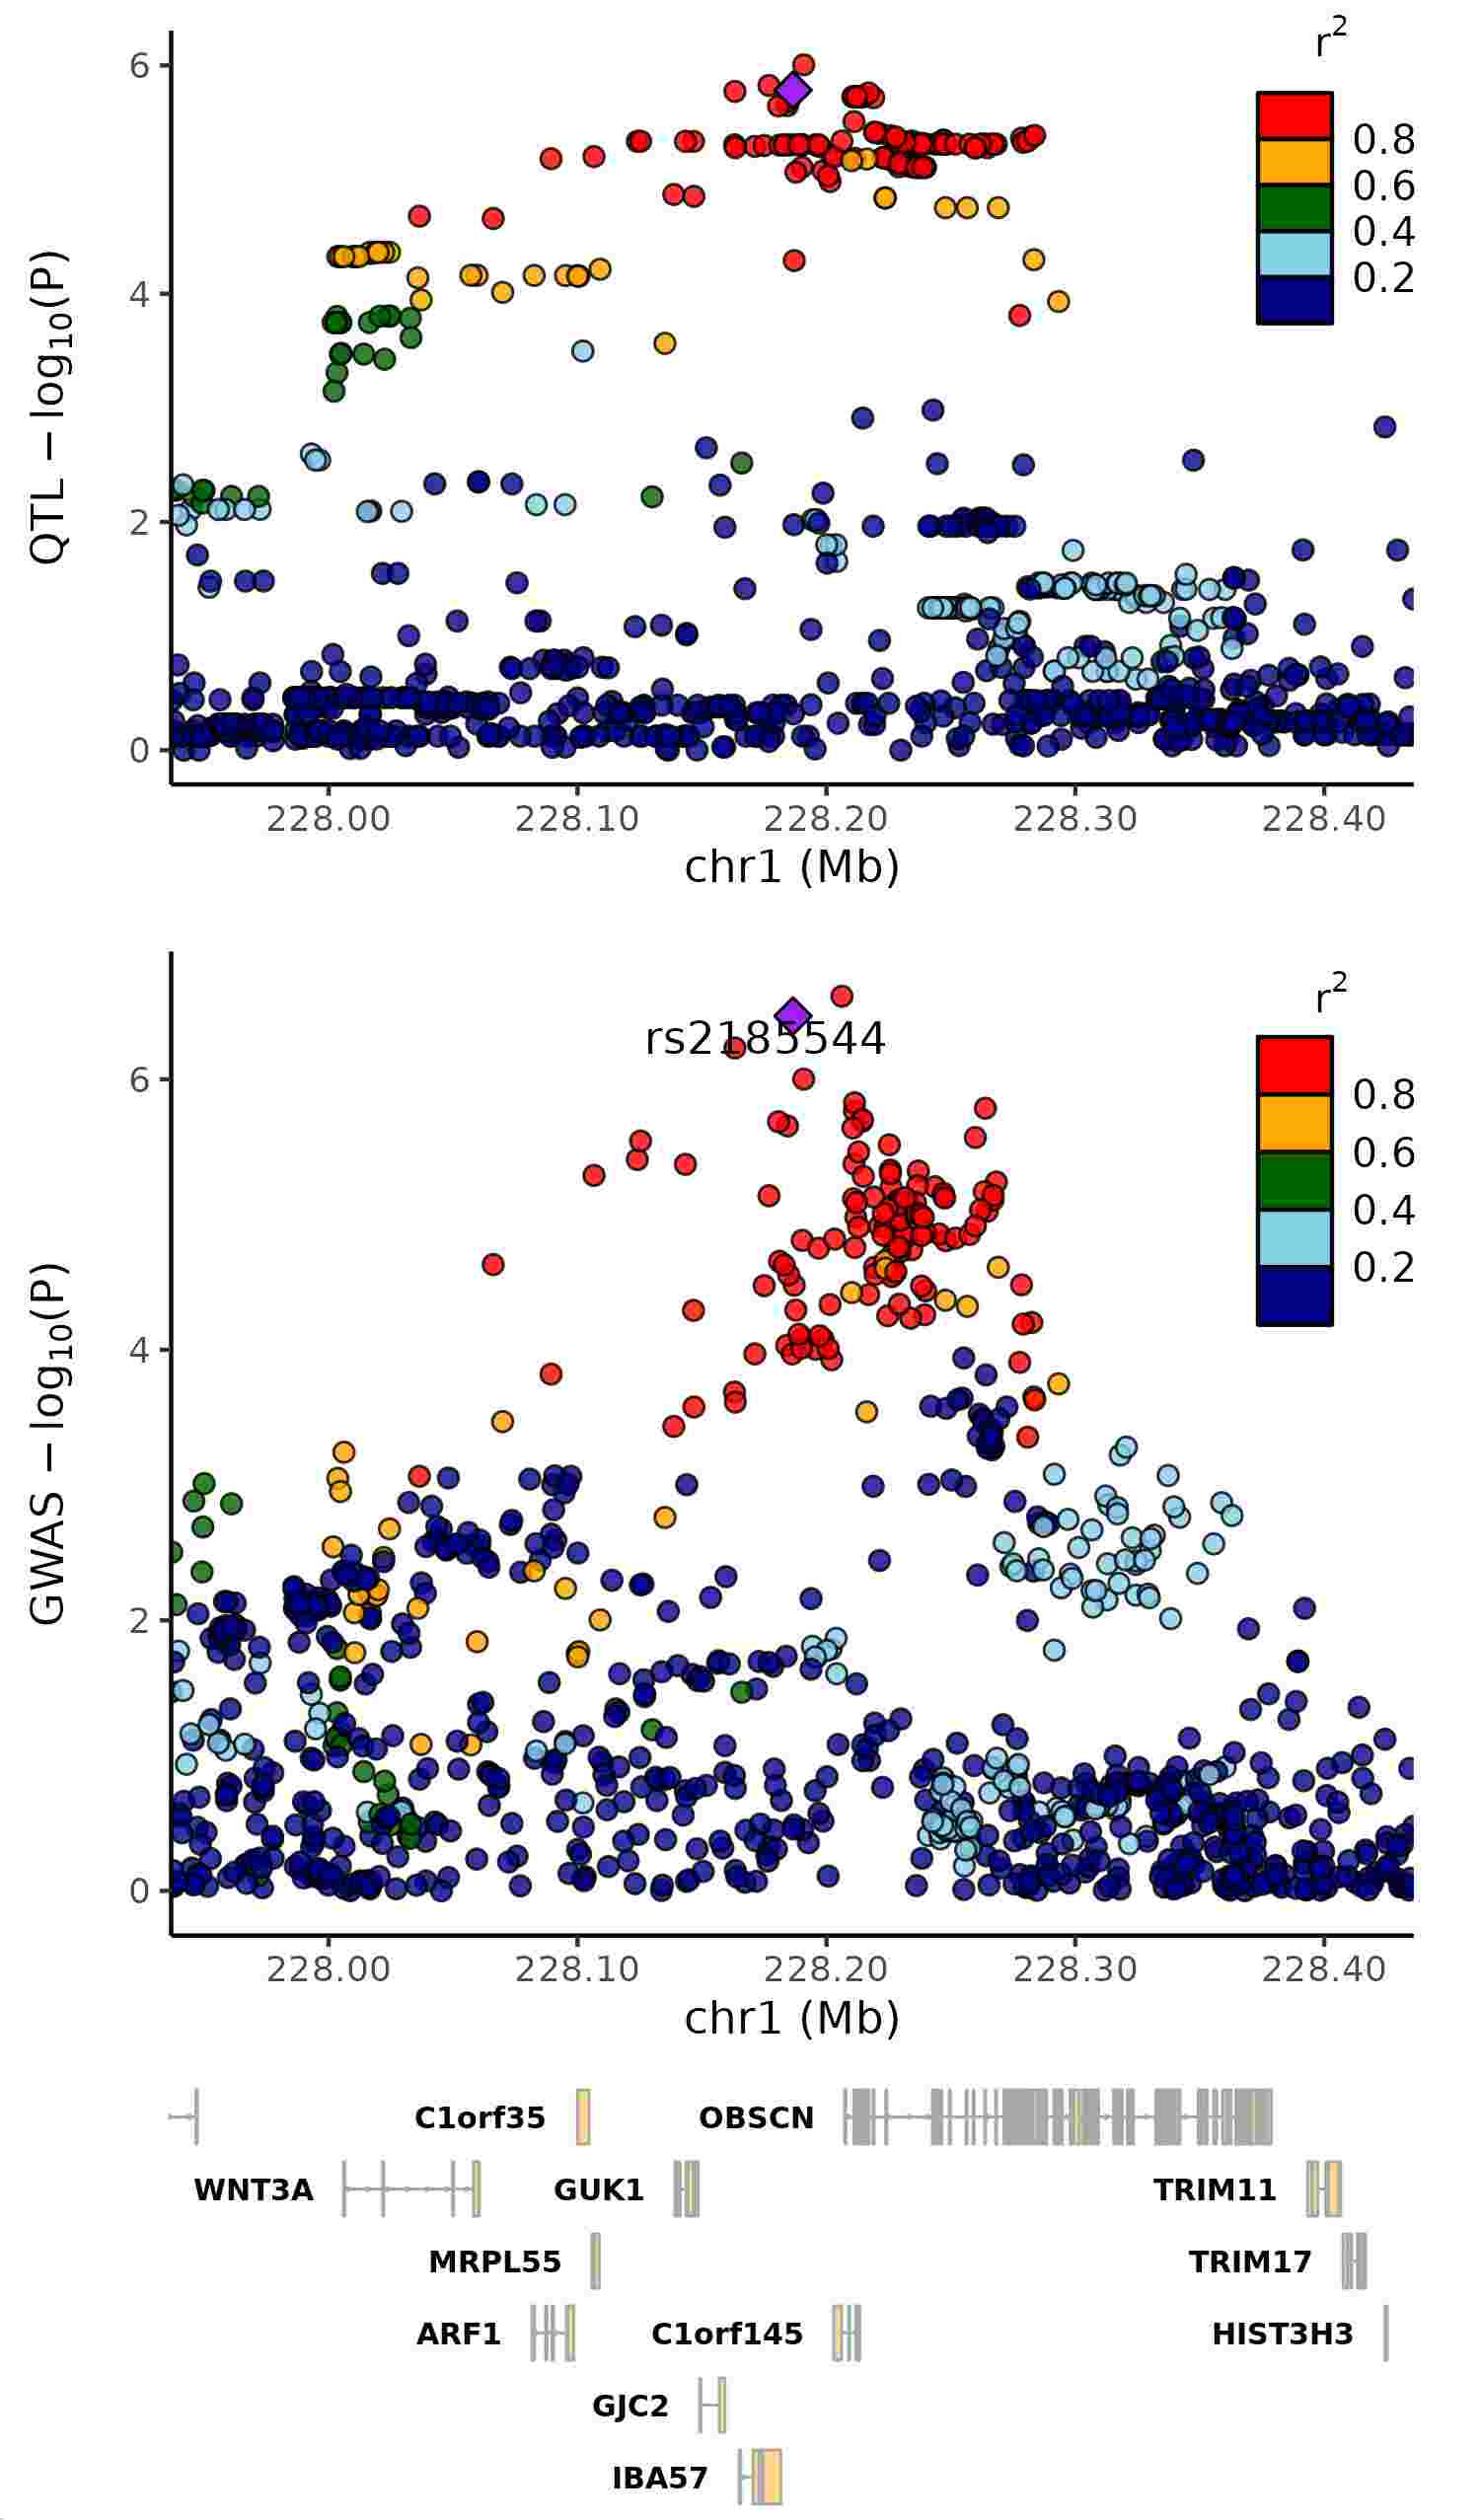 r2
6
4
2
0
0.8
0.6
0.4
0.2
QTL −log10(P)
228.00 228.10 228.20 228.30 228.40
chr1 (Mb)
r2
rs2185544
6
4
2
0
0.8
0.6
0.4
0.2
GWAS −log10(P)
228.00 228.10 228.20 228.30 228.40
chr1 (Mb)
C1orf35 OBSCN
WNT3A GUK1 TRIM11
MRPL55 TRIM17
ARF1 C1orf145 HIST3H3
GJC2
IBA57